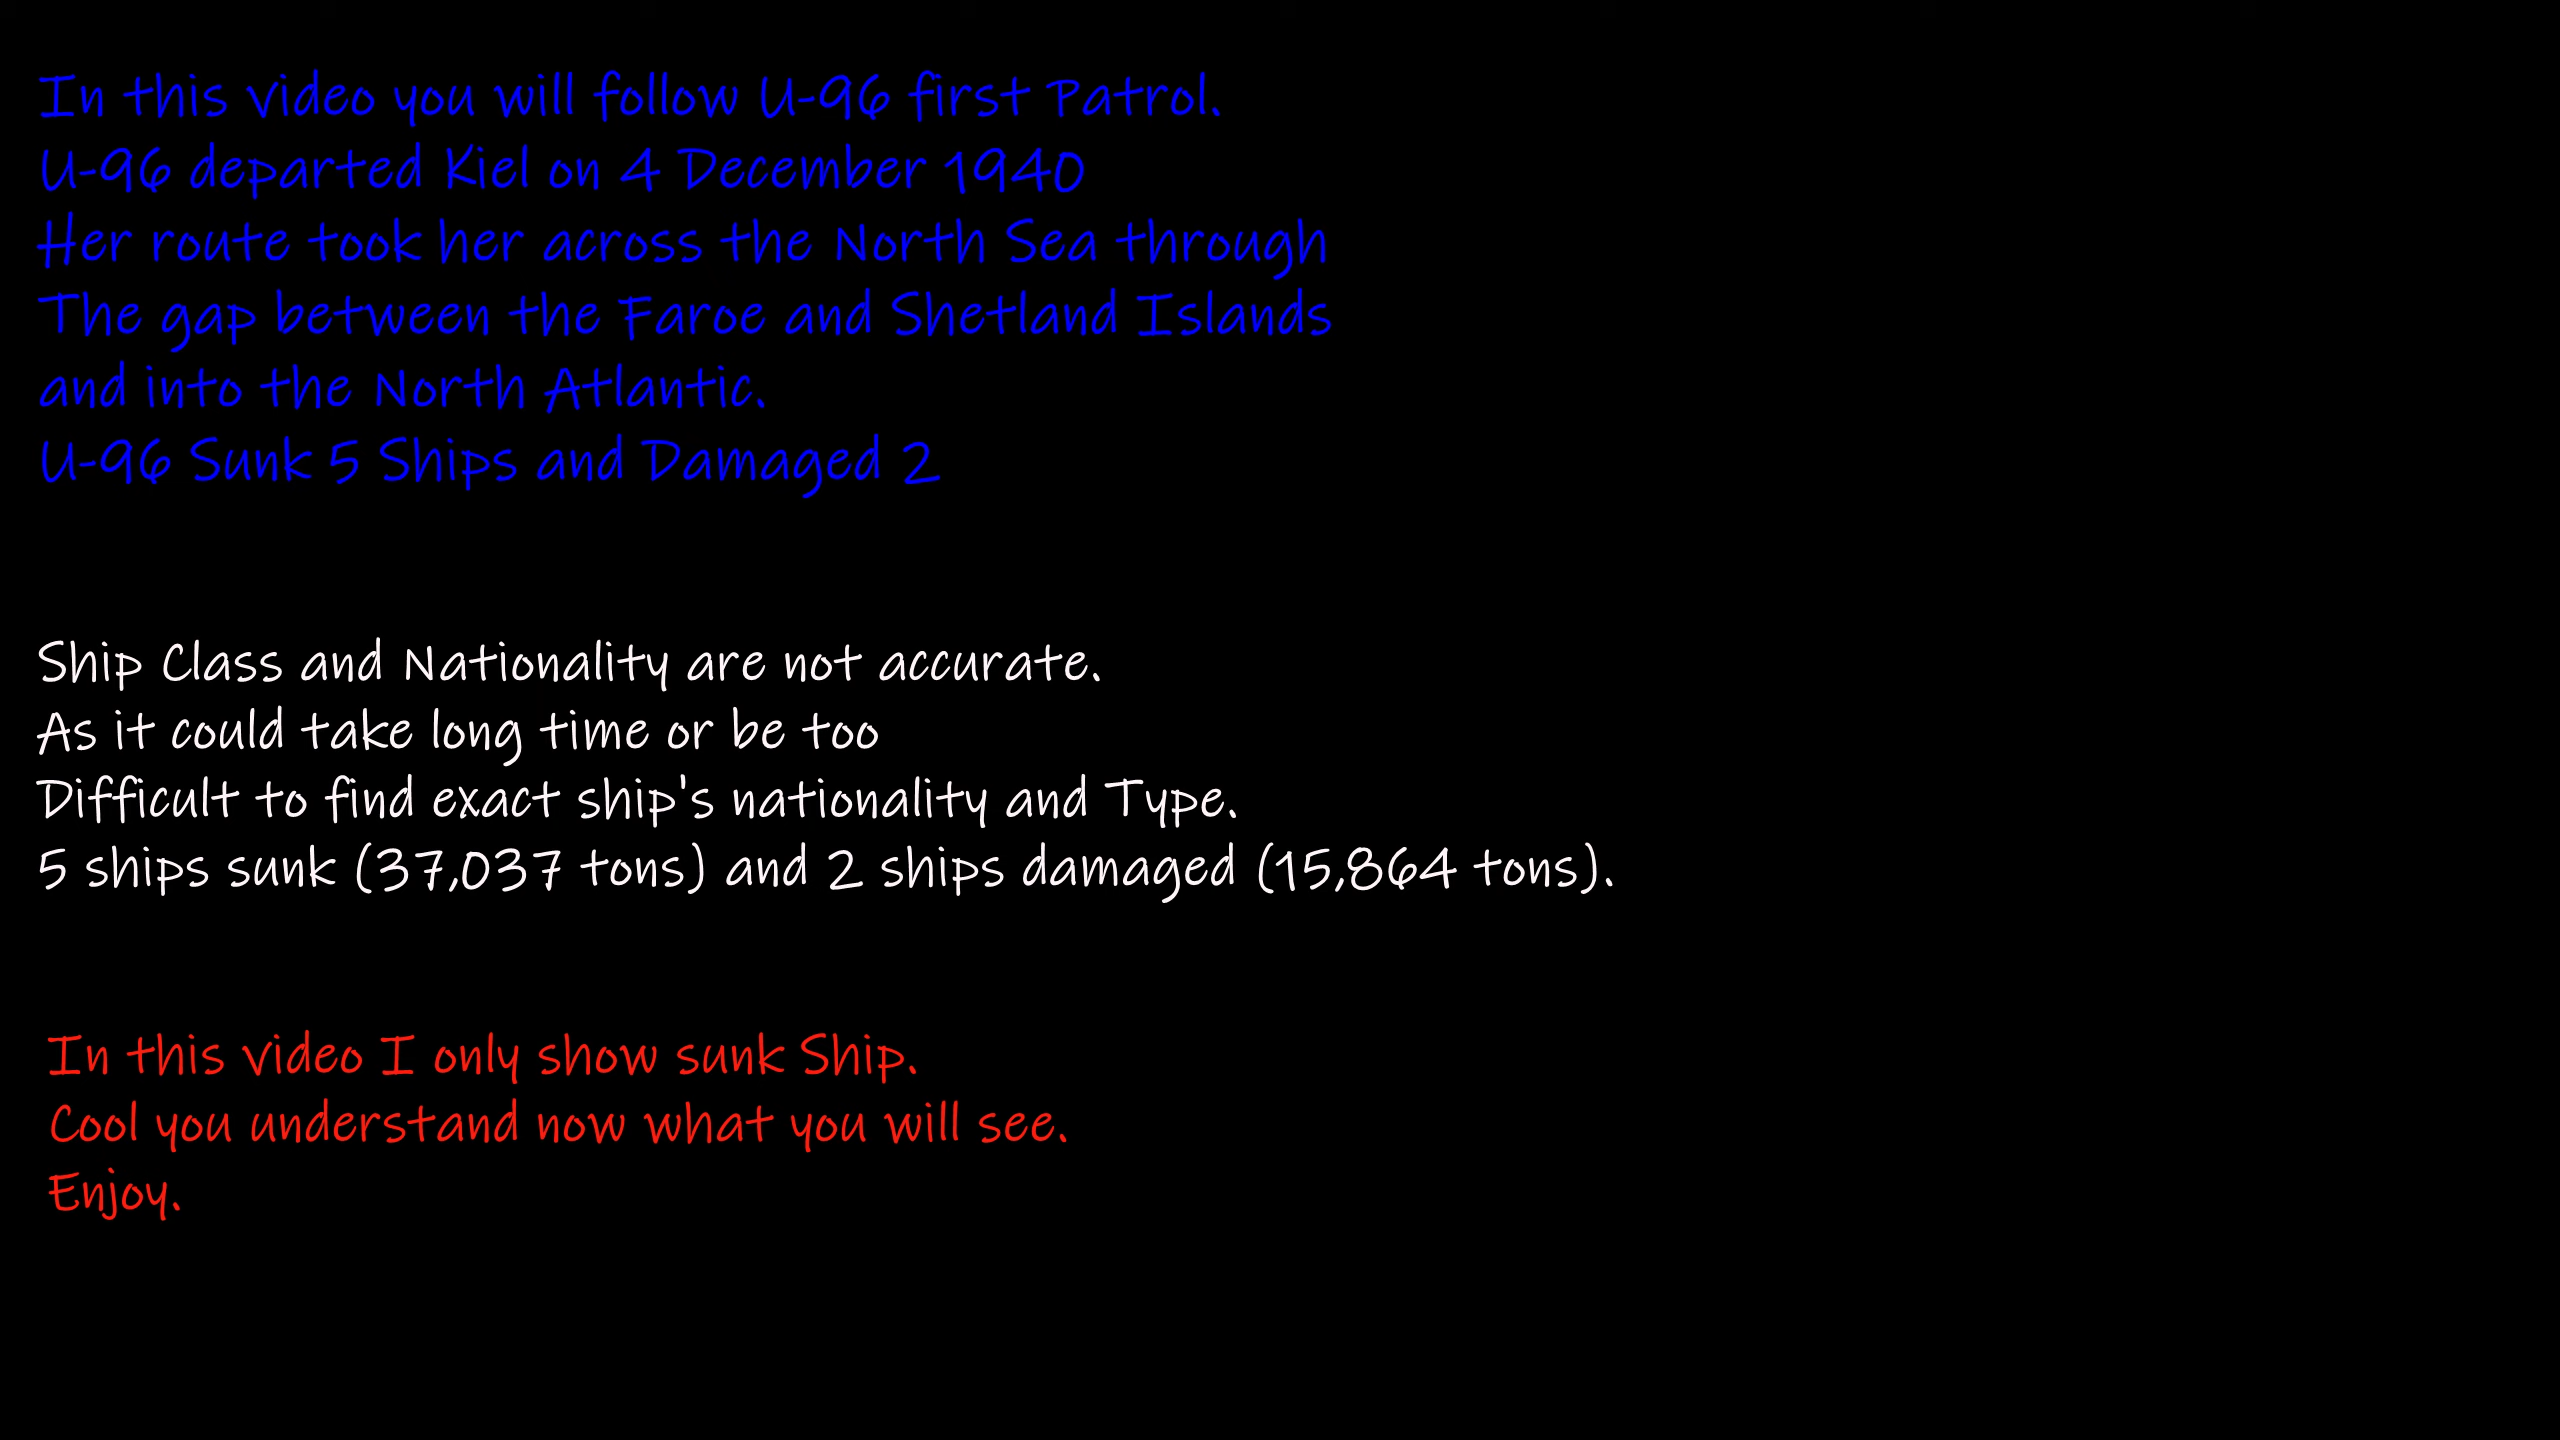 In this video you will follow U-96 first Patrol.
U-96 departed Kiel on 4 December 1940
Her route took her across the North Sea through
The gap between the Faroe and Shetland Islands
and into the North Atlantic.
U-96 Sunk 5 Ships and Damaged 2
Ship Class and Nationality are not accurate.
As it could take long time or be too
Difficult to find exact ship's nationality and Type.
5 ships sunk (37,037 tons) and 2 ships damaged (15,864 tons).
In this video I only show sunk Ship.
Cool you understand now what you will see.
Enjoy.